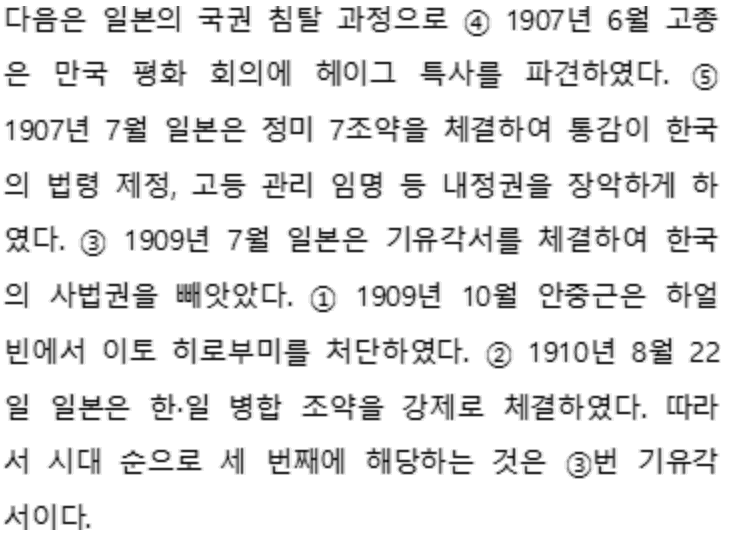 다음은 일본의 국권 침탈 과정으로 ④ 1907년 6월 고종
은 만국 평화 회의에 헤이그 특사를 파견하였다. ⑤
1907년 7월 일본은 정미 7조약을 체결하여 통감이 한국
의 법령 제정, 고등 관리 임명 등 내정권을 장악하게 하
였다. ③ 1909년 7월 일본은 기유각서를 체결하여 한국
의 사법권을 빼앗았다. ① 1909년 10월 안중근은 하얼
빈에서 이토 히로부미를 처단하였다. ② 1910년 8월 22
일 일본은 한·일 병합 조약을 강제로 체결하였다. 따라
서 시대 순으로 세 번째에 해당하는 것은 ③번 기유각
서이다.